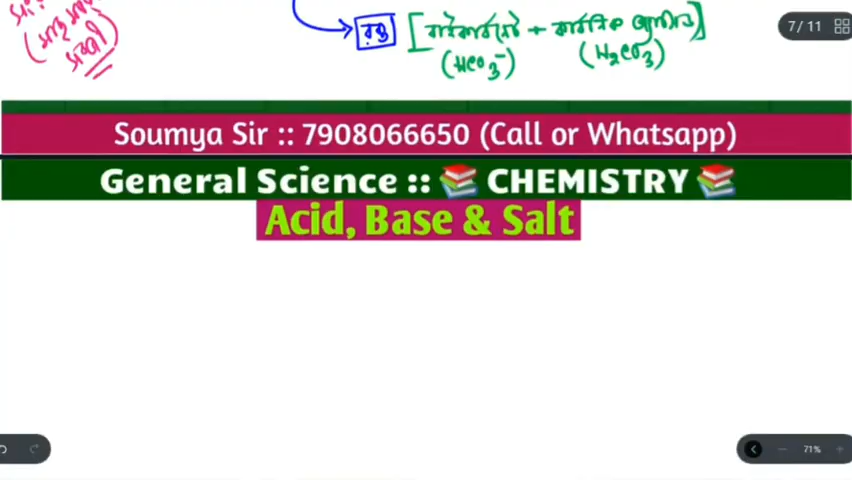 রক্ত [বাইকার্বনেট + কার্বনিক অ্যাসিড]
(HCO₃⁻) (H₂CO₃)
7 / 11
Soumya Sir :: 7908066650 (Call or Whatsapp)
General Science :: 📚 CHEMISTRY 📚
Acid, Base & Salt
71%